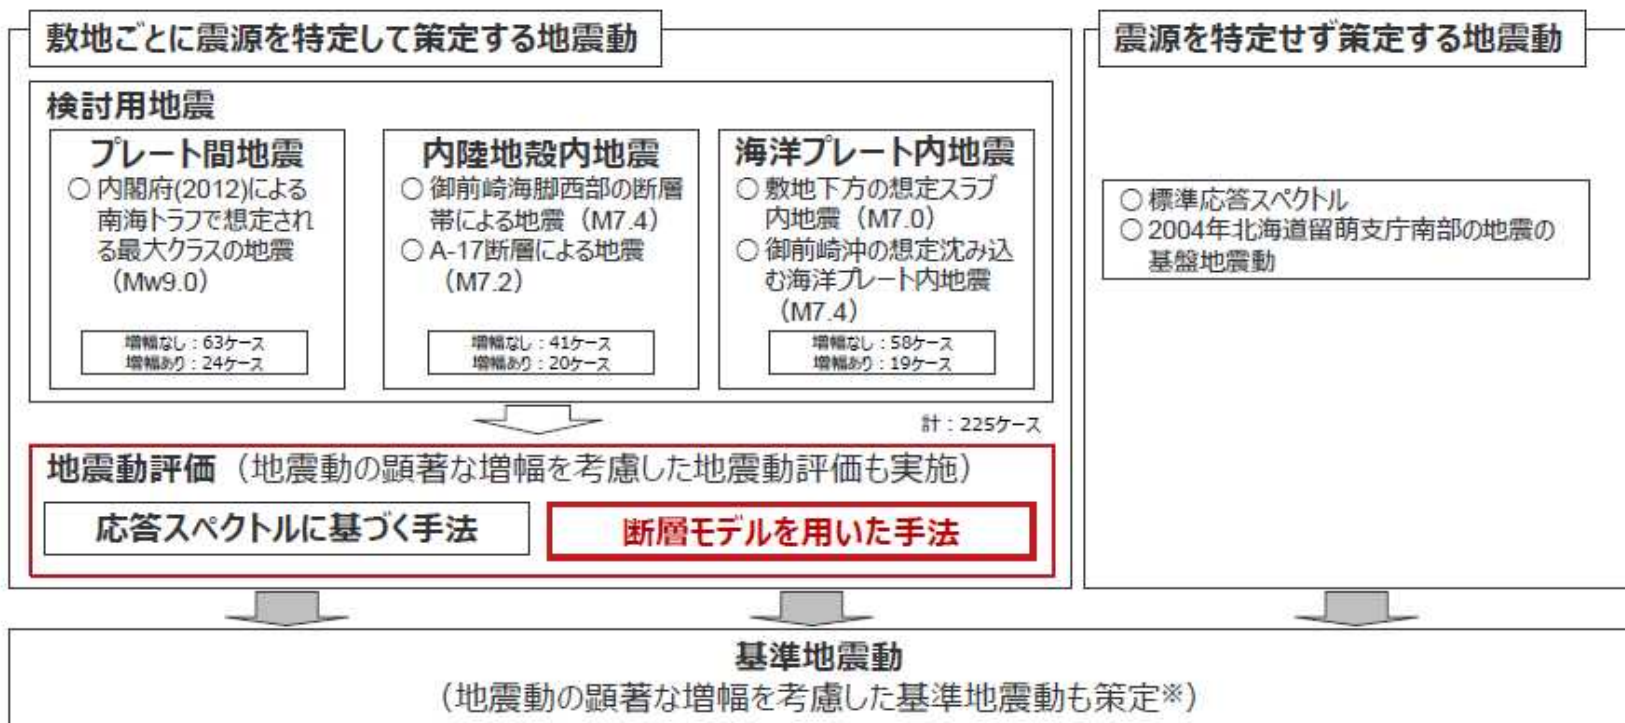 敷地ごとに震源を特定して策定する地震動
検討用地震
プレート間地震
○ 内閣府(2012)による
南海トラフで想定され
る最大クラスの地震
（Mw9.0）
増幅なし：63ケース
増幅あり：24ケース
内陸地殻内地震
○ 御前崎海脚西部の断層
帯による地震（M7.4）
○ A-17断層による地震
（M7.2）
増幅なし：41ケース
増幅あり：20ケース
海洋プレート内地震
○ 敷地下方の想定スラブ
内地震（M7.0）
○ 御前崎沖の想定沈み込
む海洋プレート内地震
（M7.4）
増幅なし：58ケース
増幅あり：19ケース
計：225ケース
地震動評価（地震動の顕著な増幅を考慮した地震動評価も実施）
応答スペクトルに基づく手法
断層モデルを用いた手法
震源を特定せず策定する地震動
○ 標準応答スペクトル
○ 2004年北海道留萌支庁南部の地震の
基盤地震動
基準地震動
（地震動の顕著な増幅を考慮した基準地震動も策定※）